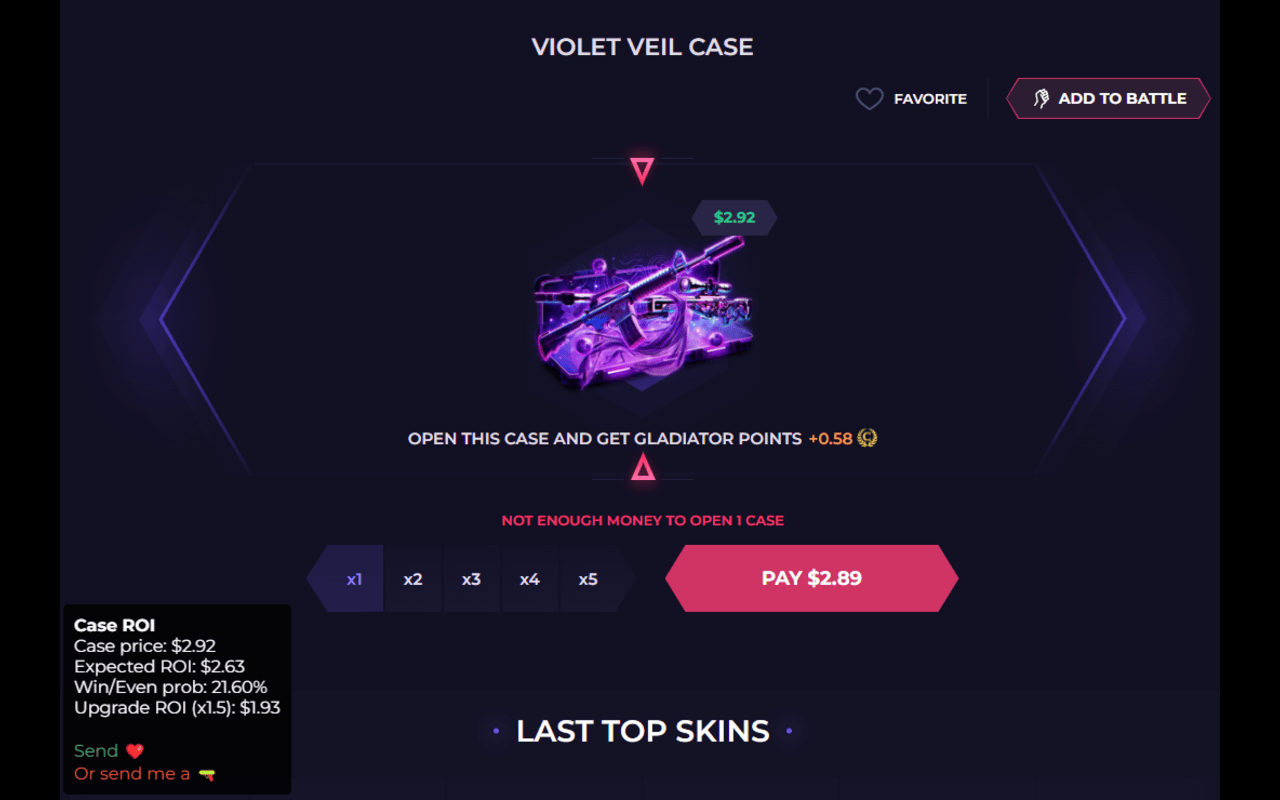 VIOLET VEIL CASE
FAVORITE
ADD TO BATTLE
$2.92
OPEN THIS CASE AND GET GLADIATOR POINTS +0.58
NOT ENOUGH MONEY TO OPEN 1 CASE
x1 x2 x3 x4 x5
PAY $2.89
Case ROI
Case price: $2.92
Expected ROI: $2.63
Win/Even prob: 21.60%
Upgrade ROI (x1.5): $1.93
Send ❤️
Or send me a 🔫
• LAST TOP SKINS •